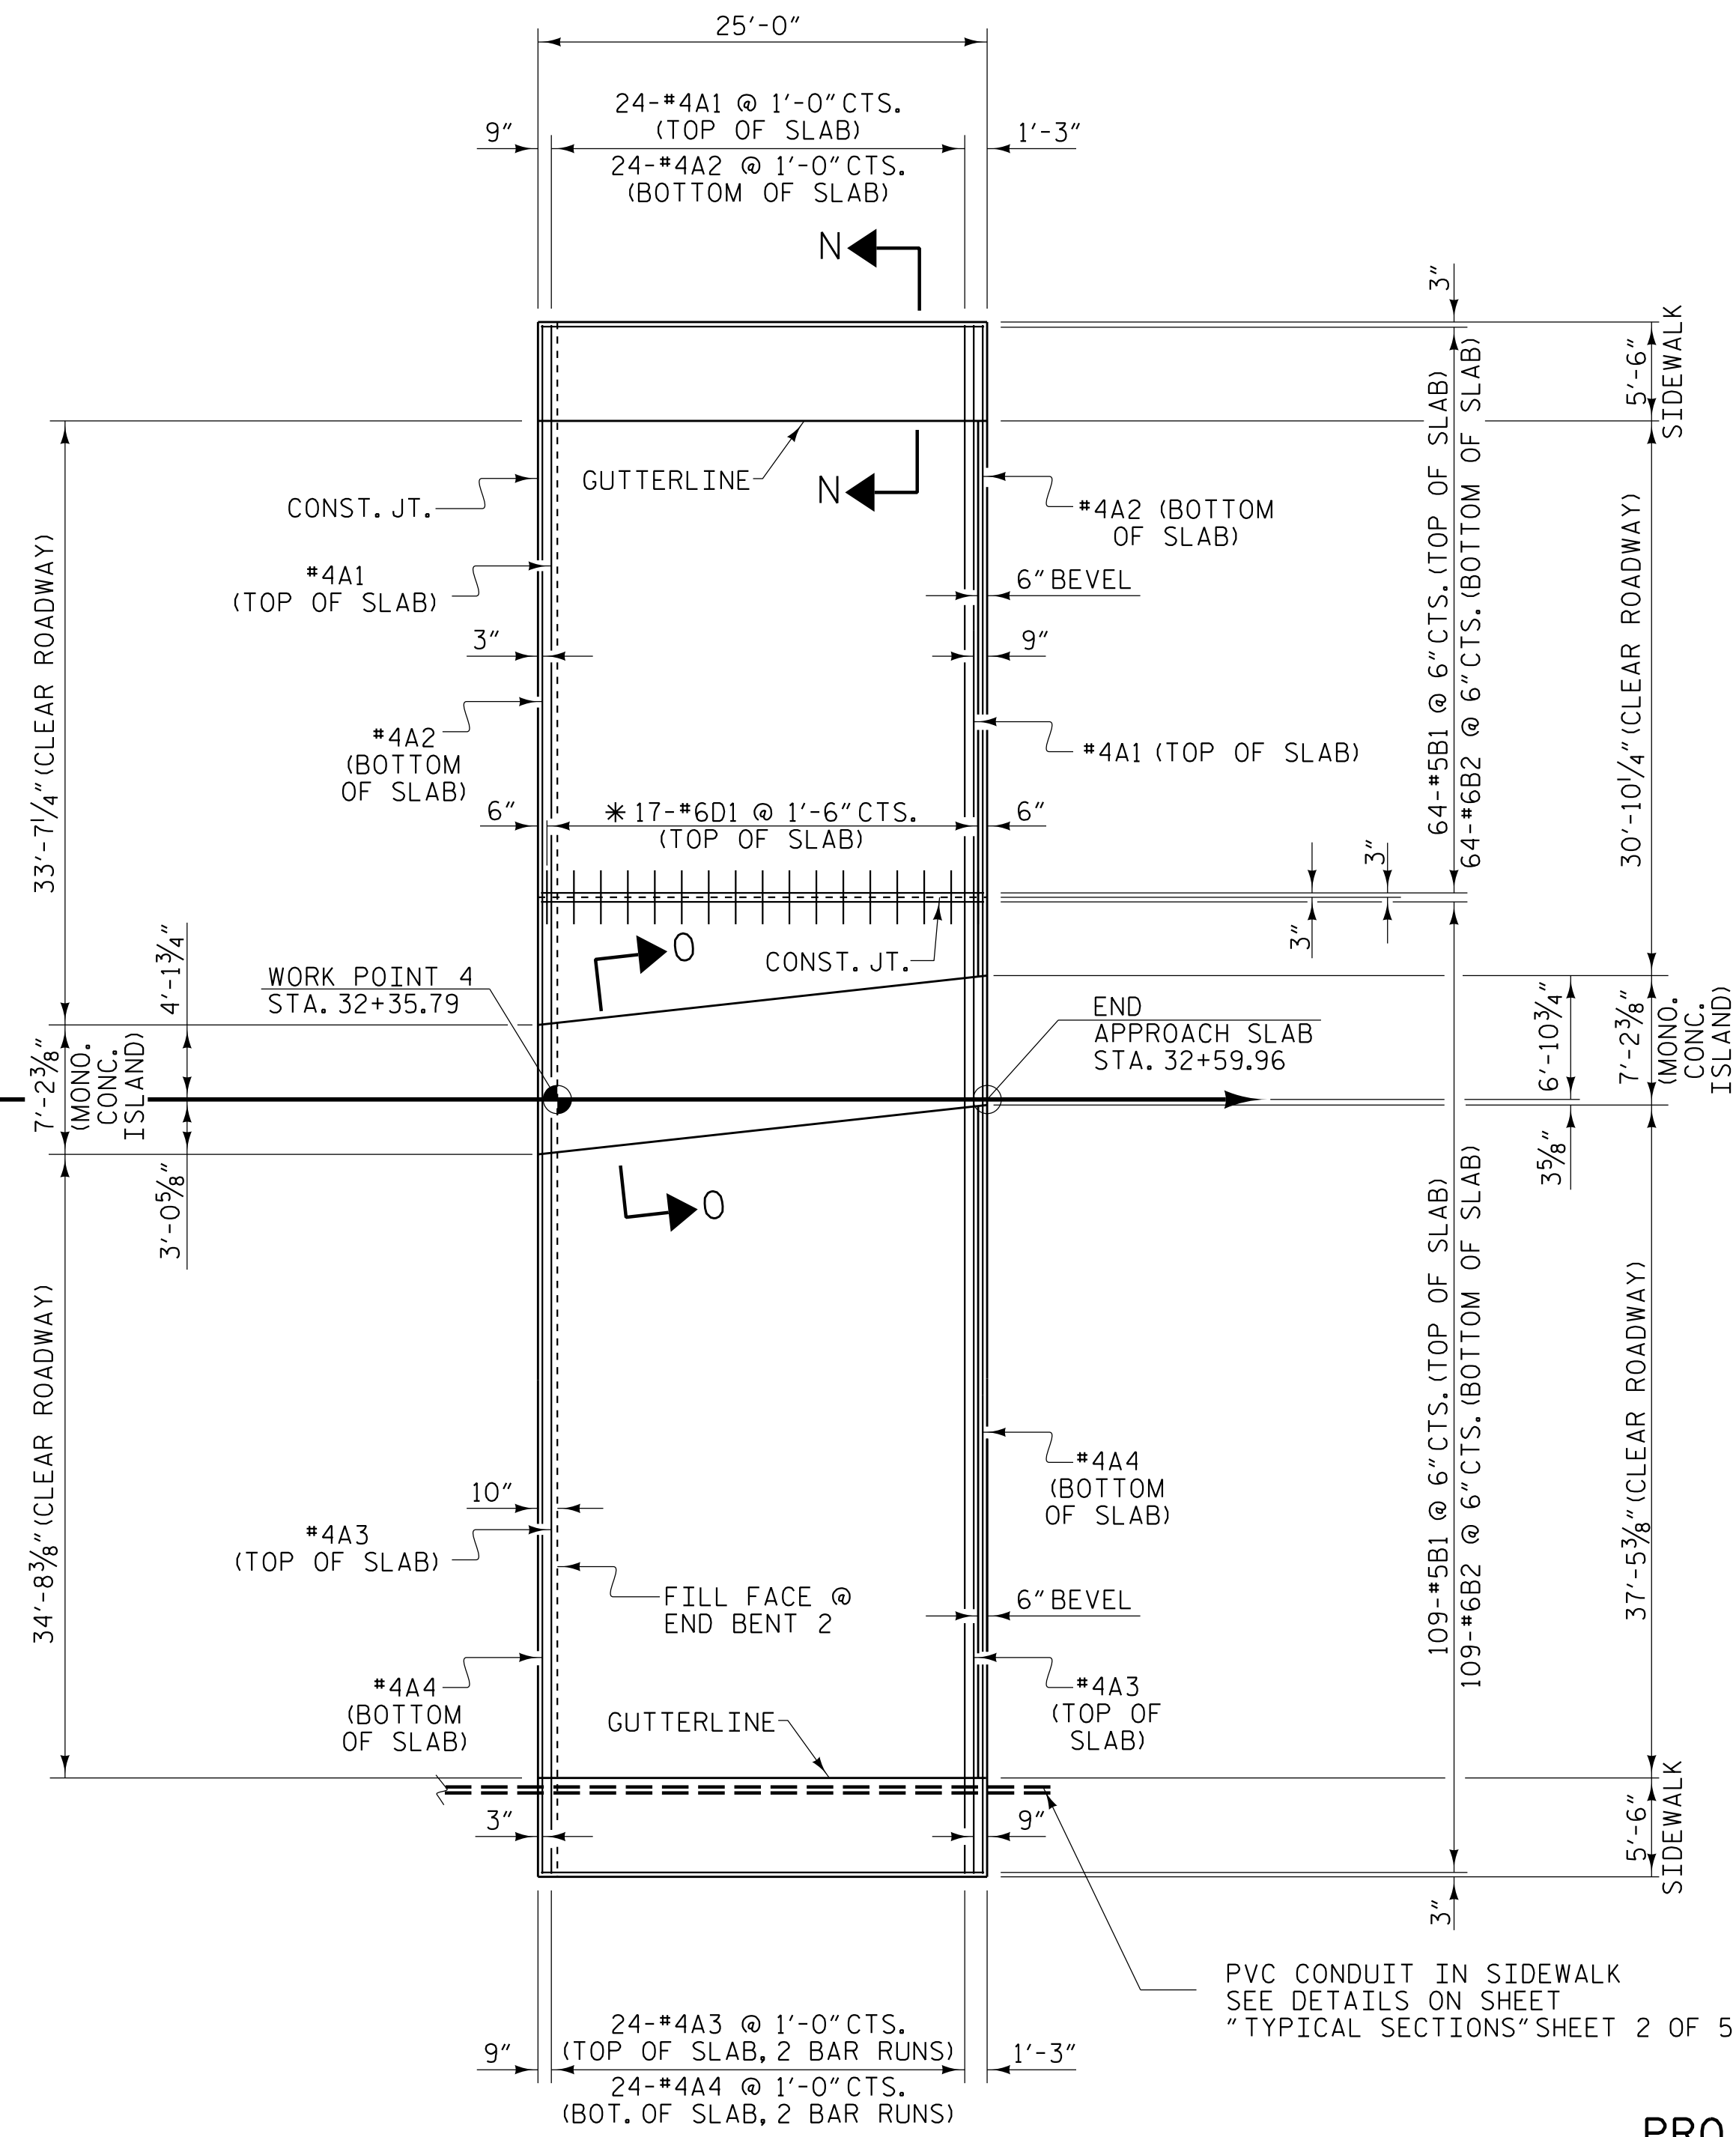 25'-0"
24-#4A1 @ 1'-0" CTS.
(TOP OF SLAB)
9"
1'-3"
24-#4A2 @ 1'-0" CTS.
(BOTTOM OF SLAB)
N
3"
SIDEWALK
5'-6"
GUTTERLINE
N
CONST. JT.
#4A2 (BOTTOM
OF SLAB)
#4A1
(TOP OF SLAB)
6" BEVEL
3"
9"
64-#5B1 @ 6" CTS. (TOP OF SLAB)
64-#6B2 @ 6" CTS. (BOTTOM OF SLAB)
30'-10 1/4" (CLEAR ROADWAY)
33'-7 1/4" (CLEAR ROADWAY)
#4A2
(BOTTOM
OF SLAB)
#4A1 (TOP OF SLAB)
6"
* 17-#6D1 @ 1'-6" CTS.
(TOP OF SLAB)
6"
3"
3"
O
CONST. JT.
4'-1 3/4"
WORK POINT 4
STA. 32+35.79
END
APPROACH SLAB
STA. 32+59.96
7'-2 3/8"
(MONO.
CONC.
ISLAND)
6'-10 3/4"
7'-2 3/8"
(MONO.
CONC.
ISLAND)
3'-0 5/8"
3 5/8"
O
34'-8 3/8" (CLEAR ROADWAY)
109-#5B1 @ 6" CTS. (TOP OF SLAB)
109-#6B2 @ 6" CTS. (BOTTOM OF SLAB)
37'-5 3/8" (CLEAR ROADWAY)
#4A4
(BOTTOM
OF SLAB)
10"
#4A3
(TOP OF SLAB)
FILL FACE @
END BENT 2
6" BEVEL
#4A4
(BOTTOM
OF SLAB)
#4A3
(TOP OF
SLAB)
GUTTERLINE
3"
9"
5'-6"
SIDEWALK
3"
PVC CONDUIT IN SIDEWALK
SEE DETAILS ON SHEET
"TYPICAL SECTIONS" SHEET 2 OF 5
24-#4A3 @ 1'-0" CTS.
(TOP OF SLAB, 2 BAR RUNS)
9"
1'-3"
24-#4A4 @ 1'-0" CTS.
(BOT. OF SLAB, 2 BAR RUNS)